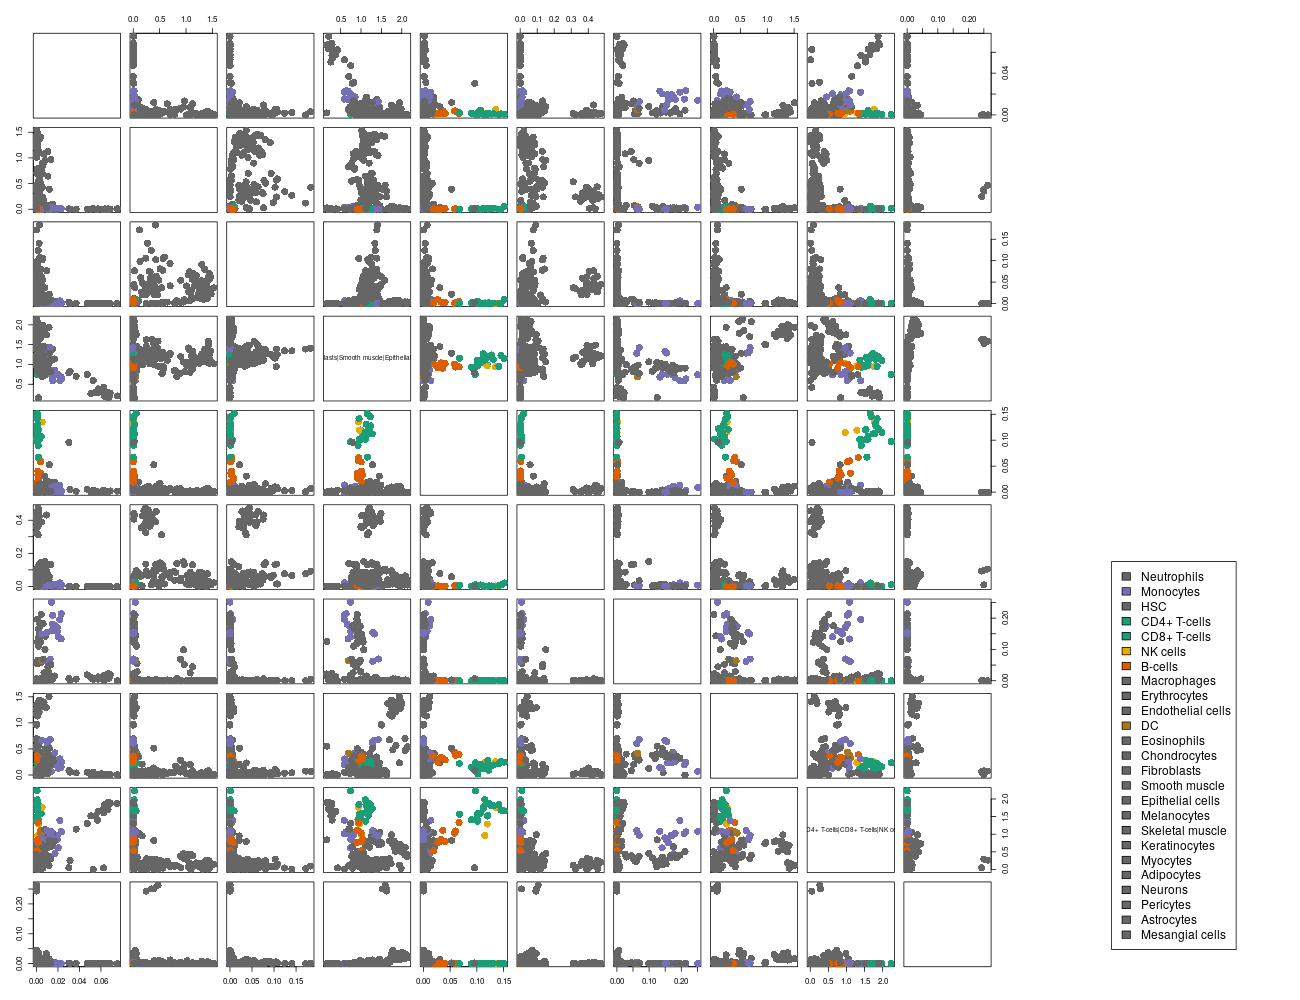 0.0 0.5 1.0 1.5
0.5 1.0 2.0
0.0 0.1 0.2 0.4
0.0 0.5 1.0 1.5
0.00 0.10 0.20
0.00 0.04
0.0 0.5 1.0 1.5
0.00 0.05 0.10 0.15
0.5 1.0 1.5 2.0
lasts|Smooth muscle|Epithelia
0.00 0.05 0.10 0.15
0.0 0.2 0.4
0.00 0.10 0.20
0.0 0.5 1.0 1.5
04+ T-cells|CD8+ T-cells|NK ce
0.0 0.5 1.0 1.5 2.0
0.00 0.10 0.20
0.00 0.02 0.04 0.06
0.00 0.05 0.10 0.15
0.00 0.05 0.10 0.15
0.00 0.10 0.20
0.0 0.5 1.0 2.0
Neutrophils
Monocytes
HSC
CD4+ T-cells
CD8+ T-cells
NK cells
B-cells
Macrophages
Erythrocytes
Endothelial cells
DC
Eosinophils
Chondrocytes
Fibroblasts
Smooth muscle
Epithelial cells
Melanocytes
Skeletal muscle
Keratinocytes
Myocytes
Adipocytes
Neurons
Pericytes
Astrocytes
Mesangial cells